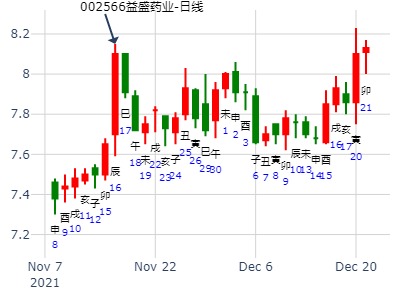 002566益盛药业-日线
8.2
8
7.8
7.6
7.4
7.2
申
8
酉
9
戌
10
亥
11
子
12
卯
15
辰
16
巳
17
午
18
未
19
戌
22
亥
23
子
24
丑
25
寅
26
巳
29
午
30
未
1
申
2
酉
3
子
6
丑
7
寅
8
卯
9
辰
10
未
13
申
14
酉
15
戌
16
亥
17
寅
20
卯
21
Nov 7
2021
Nov 22
Dec 6
Dec 20